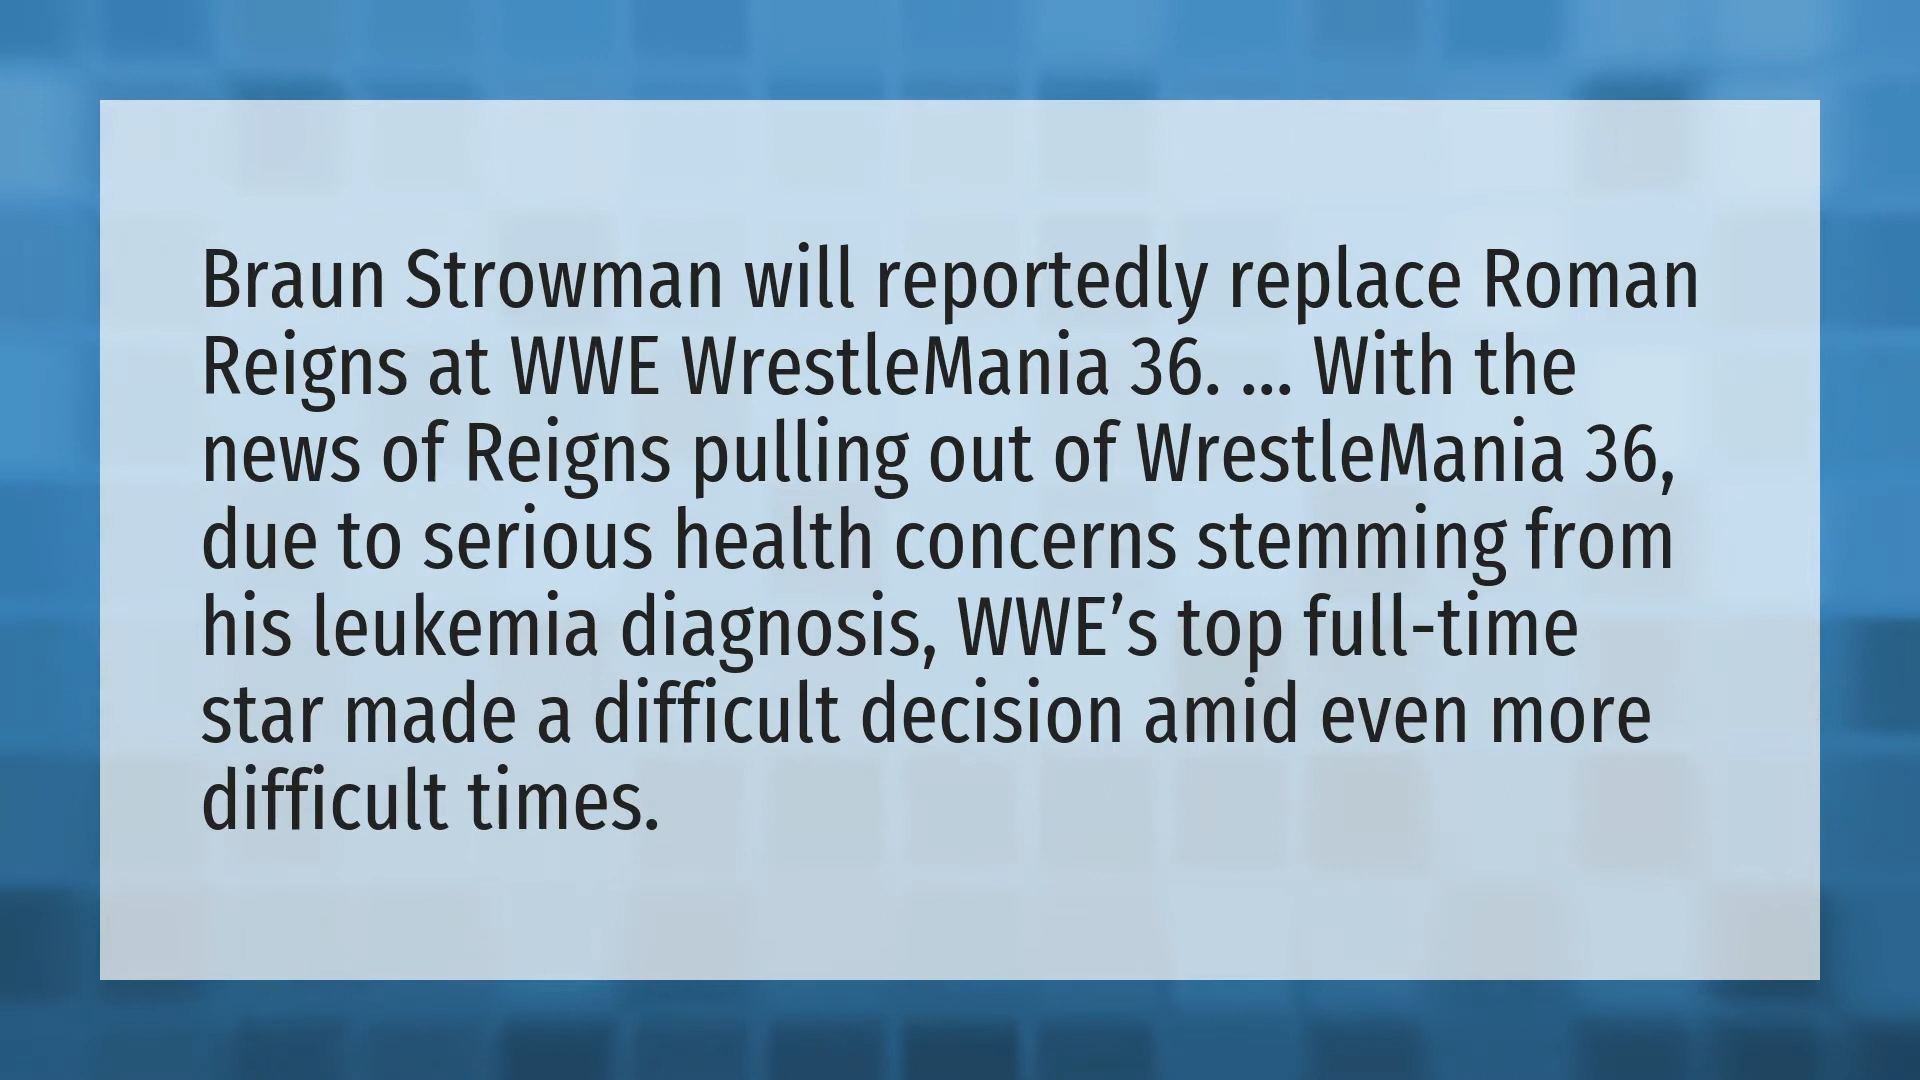 Braun Strowman will reportedly replace Roman
Reigns at WWE WrestleMania 36. ... With the
news of Reigns pulling out of WrestleMania 36,
due to serious health concerns stemming from
his leukemia diagnosis, WWE’s top full-time
star made a difficult decision amid even more
difficult times.